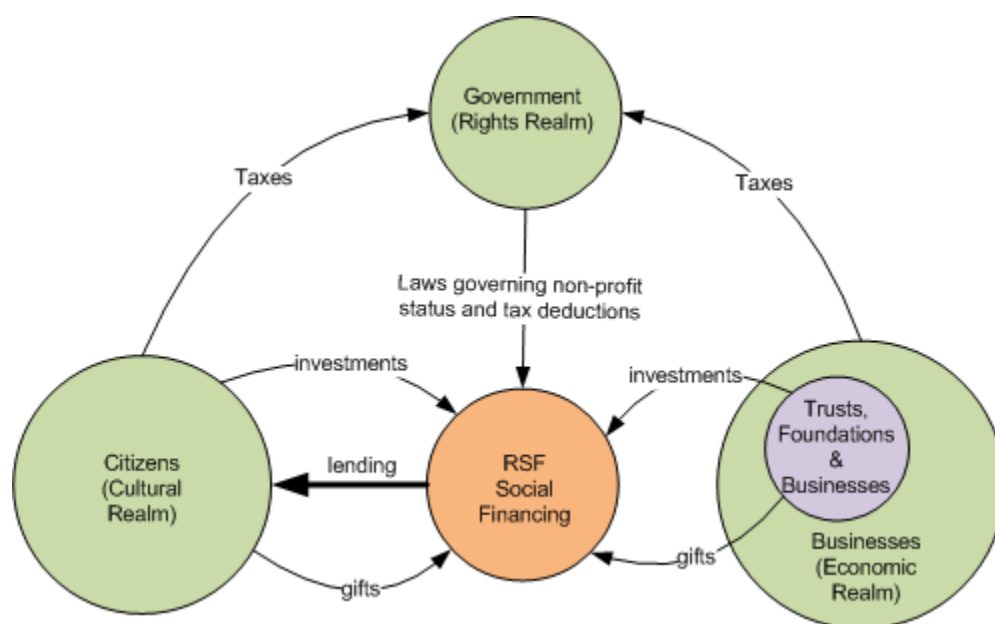 Government
(Rights Realm)
Taxes
Taxes
Laws governing non-profit
status and tax deductions
investments
investments
Trusts,
Foundations
&
Businesses
Citizens
(Cultural
Realm)
lending
RSF
Social
Financing
Businesses
(Economic
Realm)
gifts
gifts